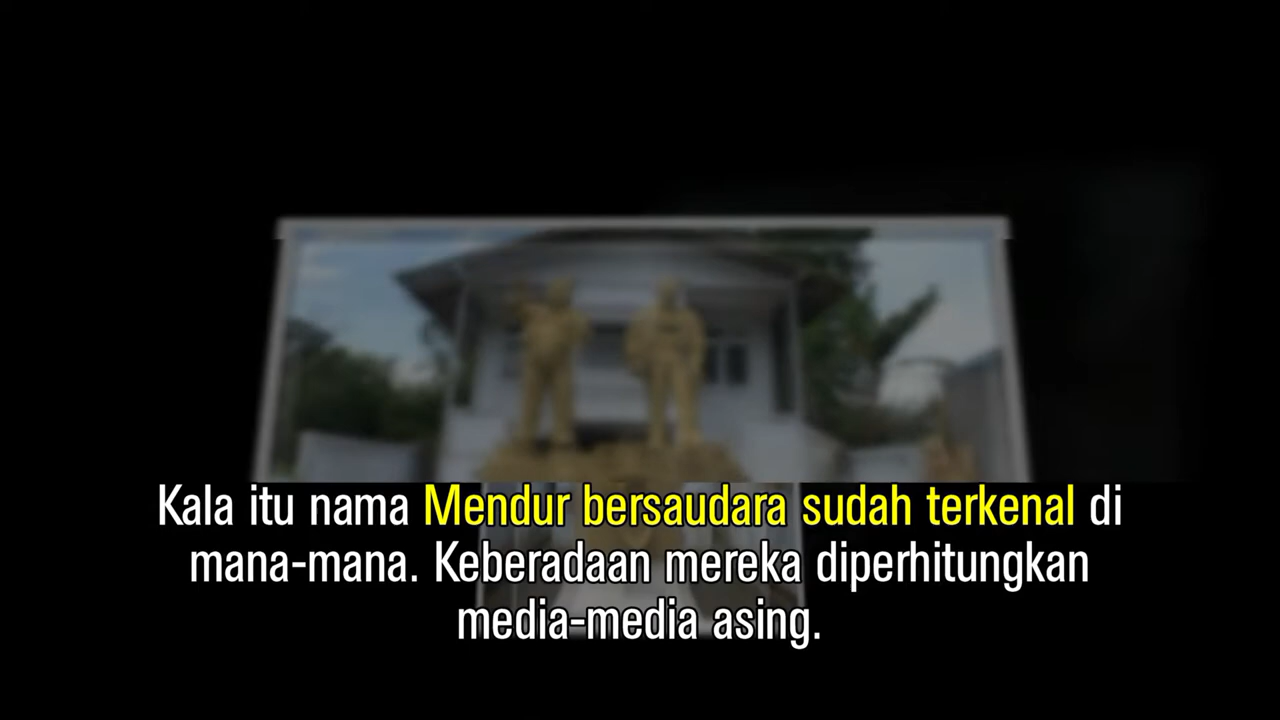 Kala itu nama Mendur bersaudara sudah terkenal di
mana-mana. Keberadaan mereka diperhitungkan
media-media asing.